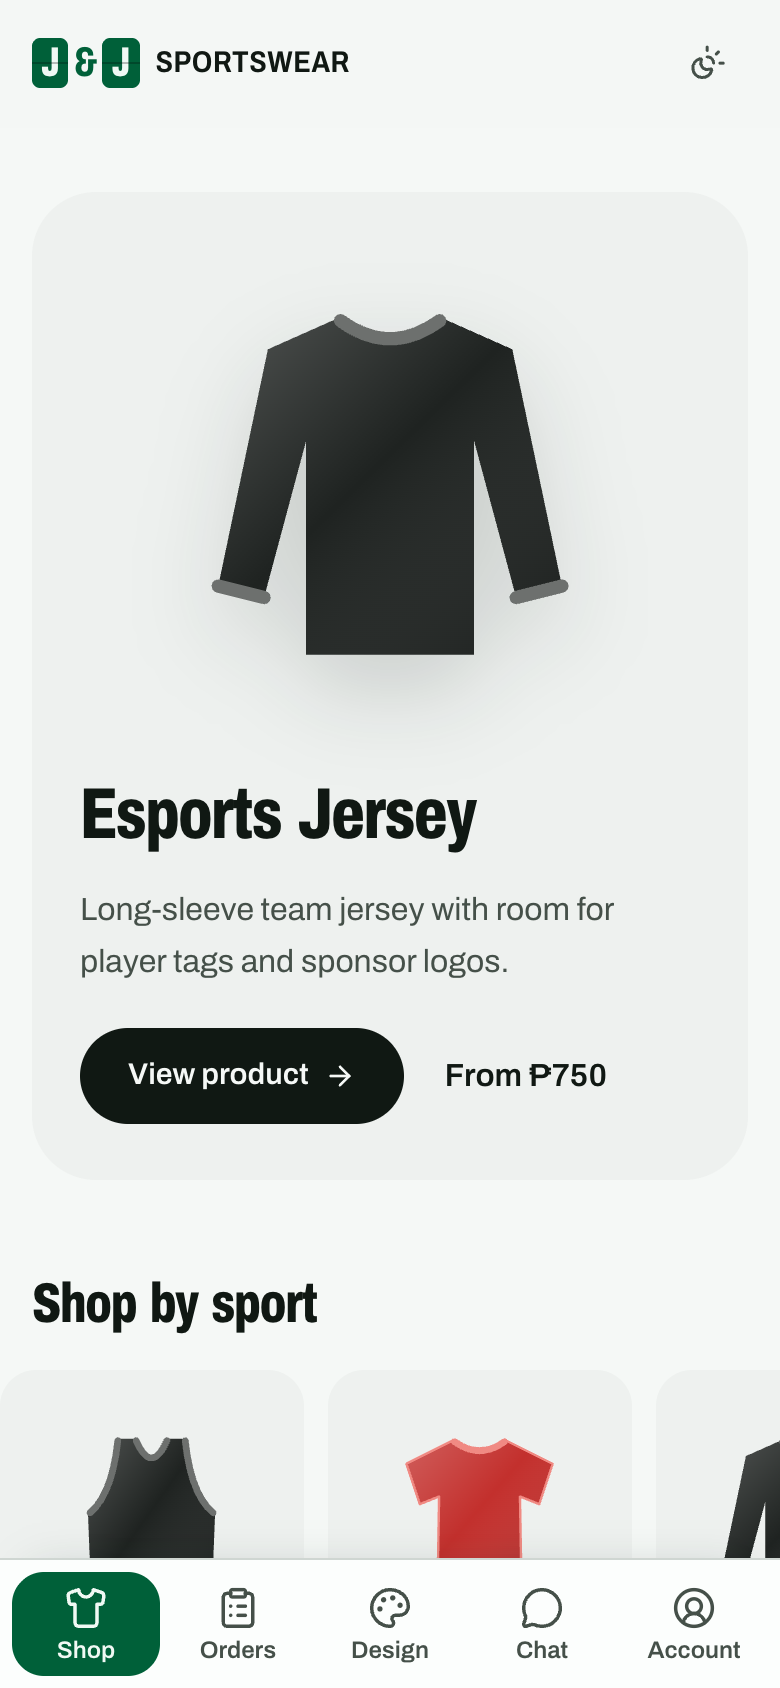 J & J SPORTSWEAR
Esports Jersey
Long-sleeve team jersey with room for
player tags and sponsor logos.
View product → From ₱750
Shop by sport
Shop Orders Design Chat Account